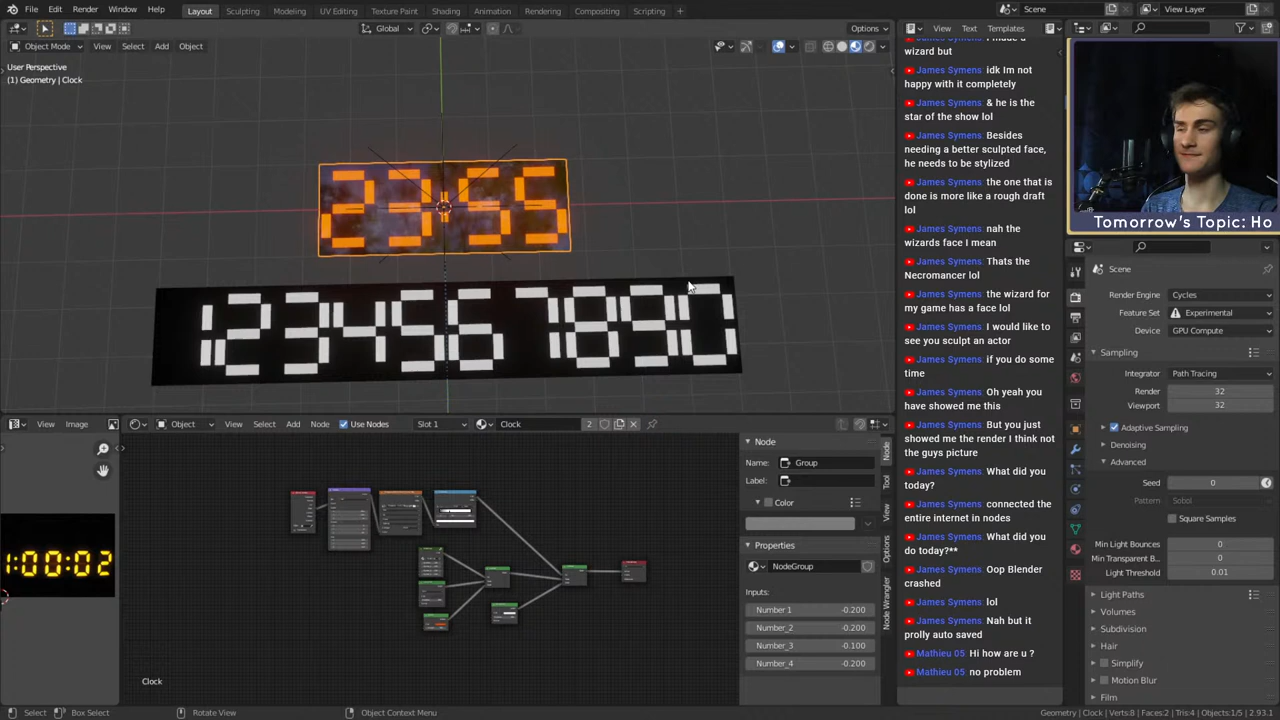 File Edit Render Window Help Layout Sculpting Modeling UV Editing Texture Paint Shading Animation Rendering Compositing Scripting + Scene View Layer
Global Options View Text Templates
Object Mode View Select Add Object
User Perspective
(1) Geometry | Clock
23:55
1234567890
wizard but
James Symens: idk Im not
happy with it completely
James Symens: & he is the
star of the show lol
James Symens: Besides
needing a better sculpted face,
he needs to be stylized
James Symens: the one that is
done is more like a rough draft
lol
James Symens: nah the
wizards face I mean
James Symens: Thats the
Necromancer lol
James Symens: the wizard for
my game has a face lol
James Symens: I would like to
see you sculpt an actor
James Symens: if you do some
time
James Symens: Oh yeah you
have showed me this
James Symens: But you just
showed me the render I think not
the guys picture
James Symens: What did you
today?
James Symens: connected the
entire internet in nodes
James Symens: What did you
do today?**
James Symens: Oop Blender
crashed
James Symens: lol
James Symens: Nah but it
prolly auto saved
Mathieu 05 Hi how are u ?
Mathieu 05 no problem
Tomorrow's Topic: Ho
Scene
Render Engine Cycles
Feature Set Experimental
Device GPU Compute
Sampling
Integrator Path Tracing
Render 32
Viewport 32
Adaptive Sampling
Denoising
Advanced
Seed 0
Pattern Sobol
Square Samples
Min Light Bounces 0
Min Transparent B... 0
Light Threshold 0.01
Light Paths
Volumes
Subdivision
Hair
Simplify
Motion Blur
Film
View Image Object View Select Add Node Use Nodes Slot 1 Clock 2
1:00:02
Clock
Node
Name: Group
Label:
Color
Properties
NodeGroup
Inputs:
Number 1 -0.200
Number_2 -0.200
Number_3 -0.100
Number_4 -0.200
Node Tool View Options Node Wrangler
Select Box Select Rotate View Object Context Menu Geometry | Clock | Verts:8 | Faces:2 | Tris:4 | Objects:1/5 | 2.93.1